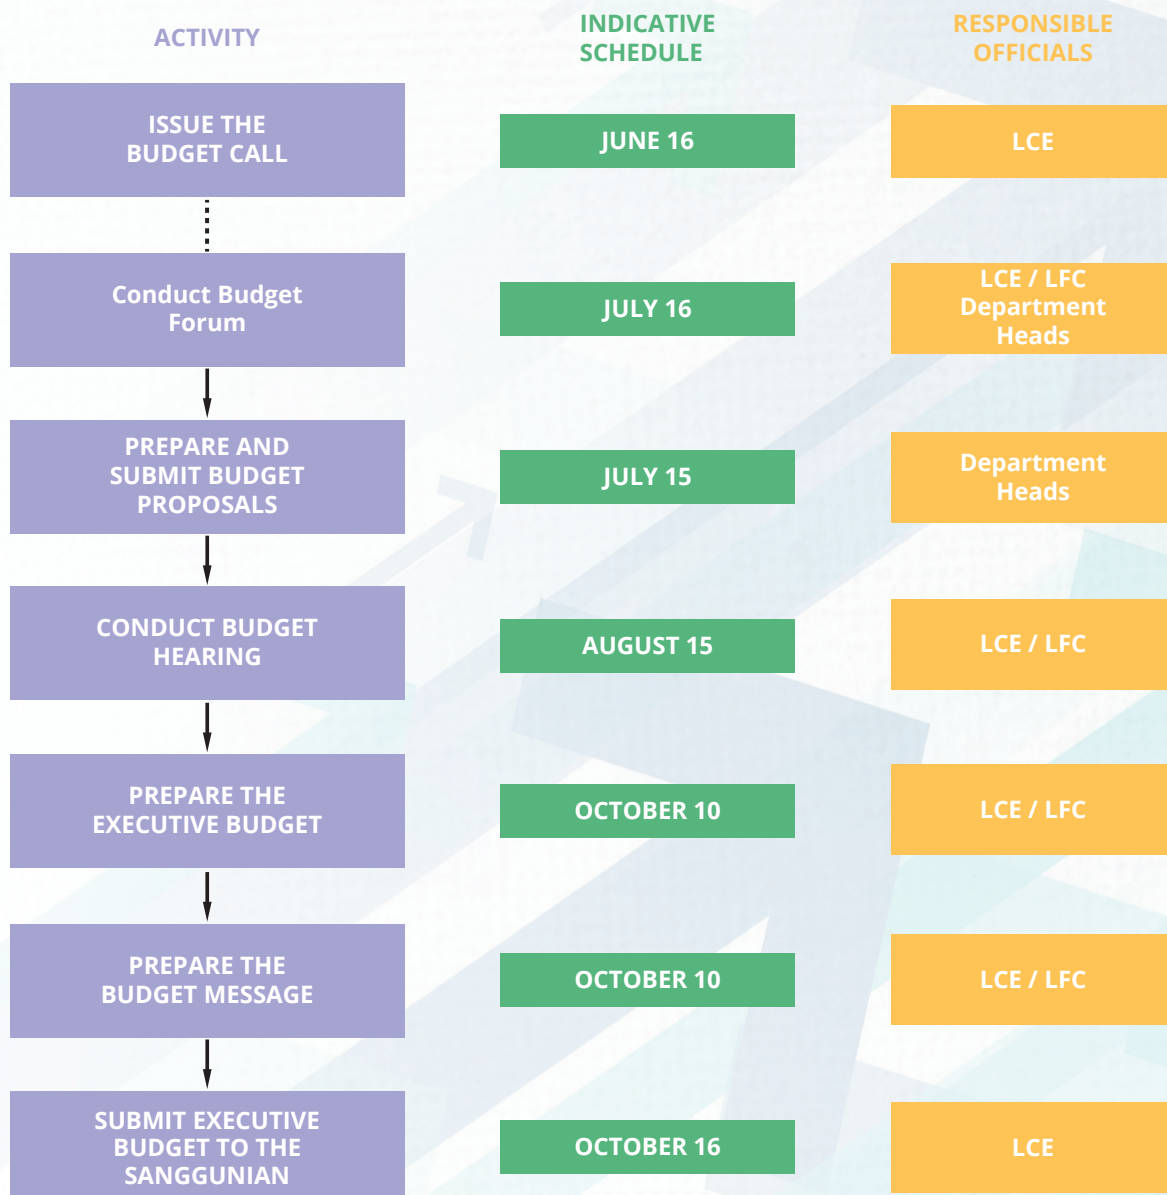 ACTIVITY
INDICATIVE
SCHEDULE
RESPONSIBLE
OFFICIALS
ISSUE THE
BUDGET CALL
JUNE 16
LCE
Conduct Budget
Forum
JULY 16
LCE / LFC
Department
Heads
PREPARE AND
SUBMIT BUDGET
PROPOSALS
JULY 15
Department
Heads
CONDUCT BUDGET
HEARING
AUGUST 15
LCE / LFC
PREPARE THE
EXECUTIVE BUDGET
OCTOBER 10
LCE / LFC
PREPARE THE
BUDGET MESSAGE
OCTOBER 10
LCE / LFC
SUBMIT EXECUTIVE
BUDGET TO THE
SANGGUNIAN
OCTOBER 16
LCE